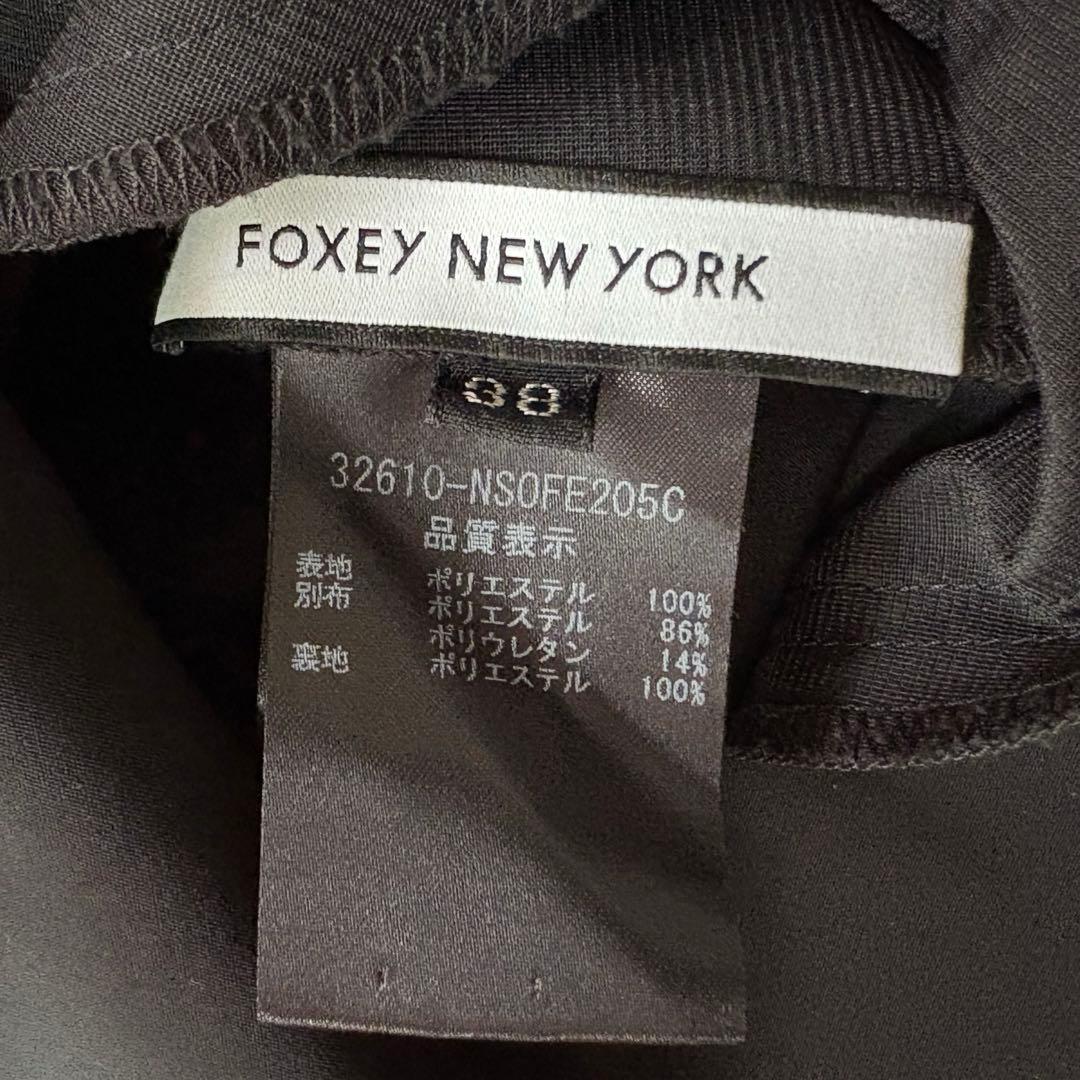 FOXEY NEW YORK
38
32610-NSOFE205C
品質表示
表地 ポリエステル 100%
別布 ポリエステル 86%
ポリウレタン 14%
裏地 ポリエステル 100%